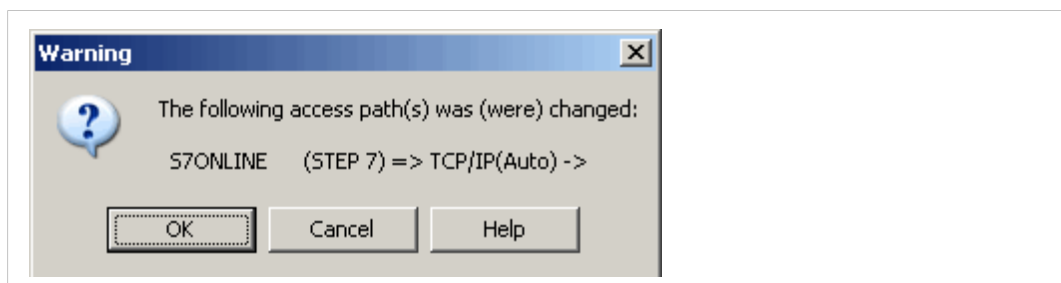 Warning
The following access path(s) was (were) changed:
S7ONLINE (STEP 7) => TCP/IP(Auto) ->
OK Cancel Help